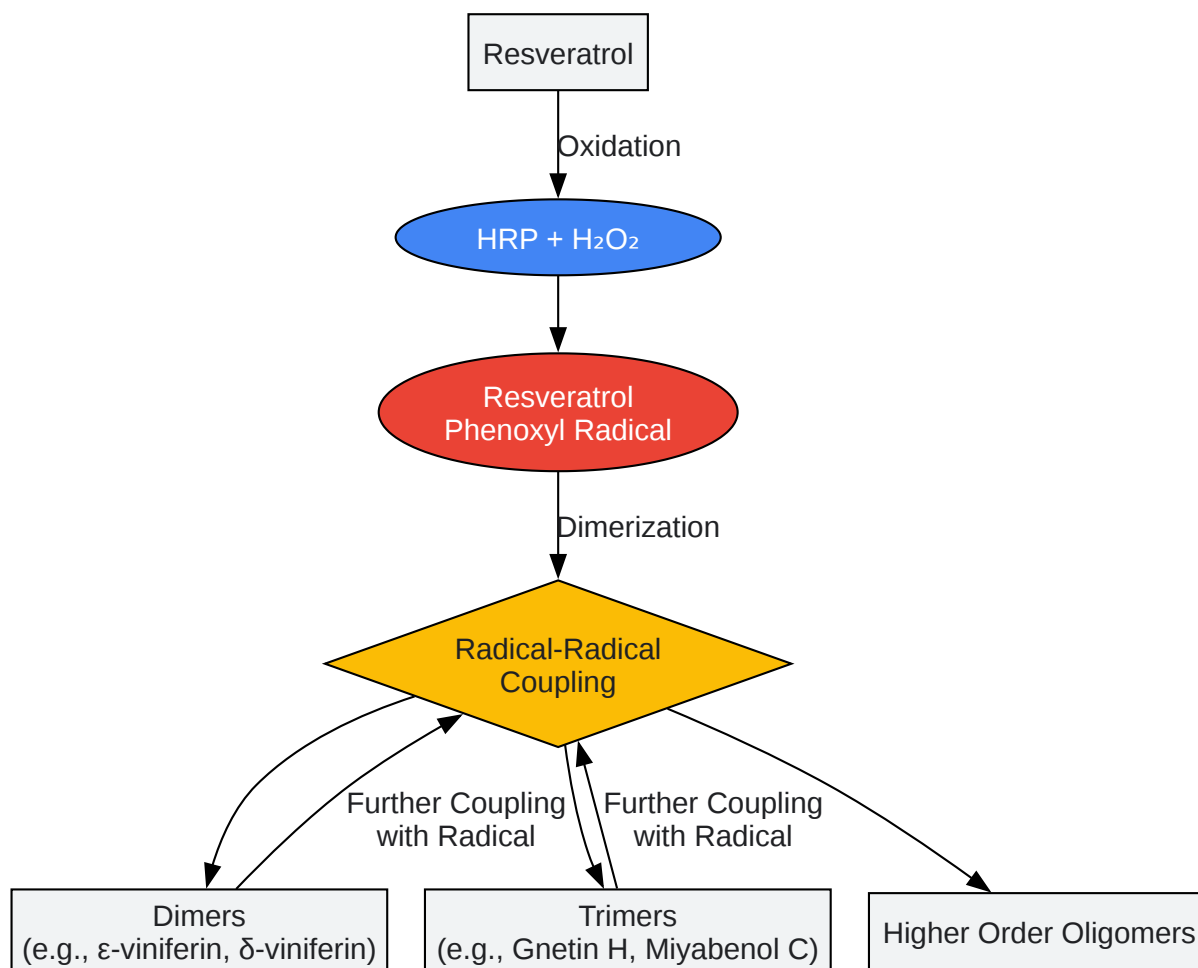 Resveratrol
Oxidation
HRP + H₂O₂
Resveratrol
Phenoxyl Radical
Dimerization
Radical-Radical
Coupling
Further Coupling
with Radical
Further Coupling
with Radical
Dimers
(e.g., ε-viniferin, δ-viniferin)
Trimers
(e.g., Gnetin H, Miyabenol C)
Higher Order Oligomers